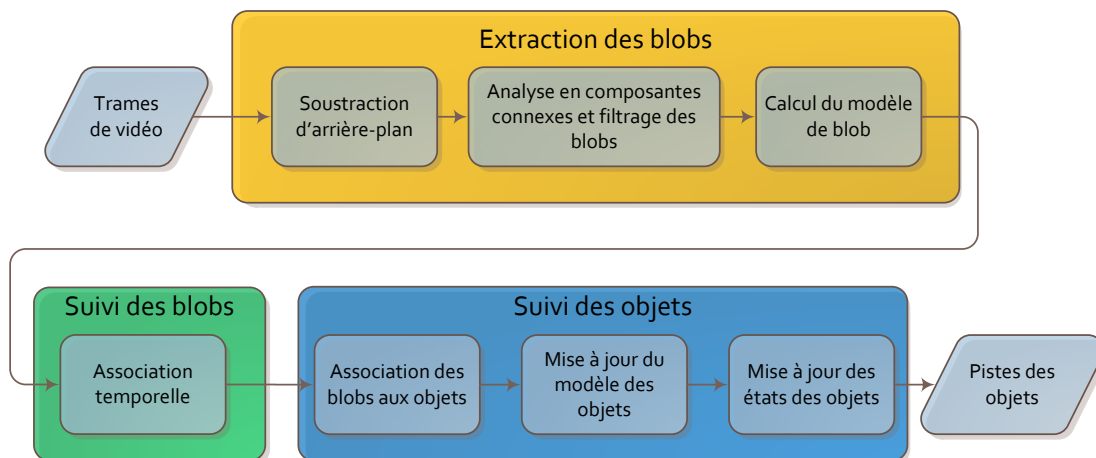 Extraction des blobs
Trames
de vidéo
Soustraction
d'arrière-plan
Analyse en composantes
connexes et filtrage des
blobs
Calcul du modèle
de blob
Suivi des blobs
Association
temporelle
Suivi des objets
Association des
blobs aux objets
Mise à jour du
modèle des
objets
Mise à jour des
états des objets
Pistes des
objets